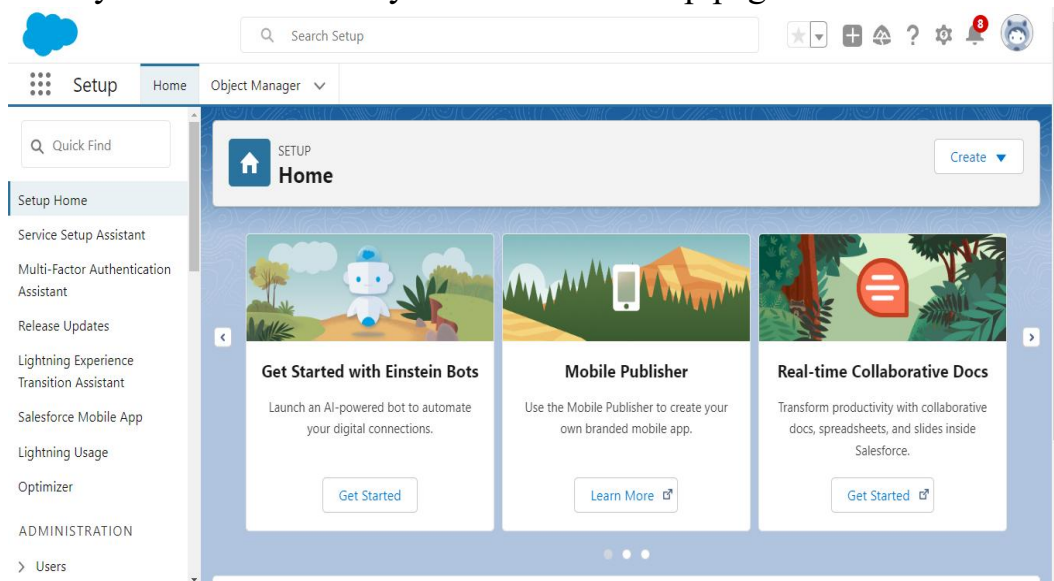 Search Setup
8
Setup
Home
Object Manager
Quick Find
Setup Home
Service Setup Assistant
Multi-Factor Authentication
Assistant
Release Updates
Lightning Experience
Transition Assistant
Salesforce Mobile App
Lightning Usage
Optimizer
ADMINISTRATION
Users
SETUP
Home
Create
Get Started with Einstein Bots
Launch an AI-powered bot to automate
your digital connections.
Get Started
Mobile Publisher
Use the Mobile Publisher to create your
own branded mobile app.
Learn More
Real-time Collaborative Docs
Transform productivity with collaborative
docs, spreadsheets, and slides inside
Salesforce.
Get Started